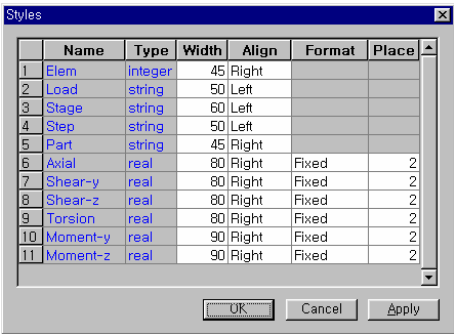 Styles
Name Type Width Align Format Place
1 Elem integer 45 Right
2 Load string 50 Left
3 Stage string 60 Left
4 Step string 50 Left
5 Part string 45 Right
6 Axial real 80 Right Fixed 2
7 Shear-y real 80 Right Fixed 2
8 Shear-z real 80 Right Fixed 2
9 Torsion real 80 Right Fixed 2
10 Moment-y real 90 Right Fixed 2
11 Moment-z real 90 Right Fixed 2
OK Cancel Apply